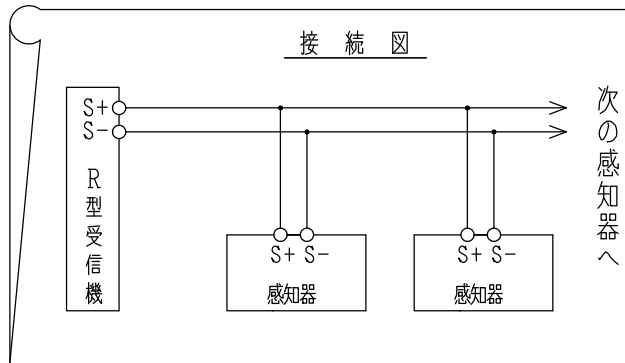 接続図
S+
S-
R型受信機
S+ S-
感知器
S+ S-
感知器
次の感知器へ